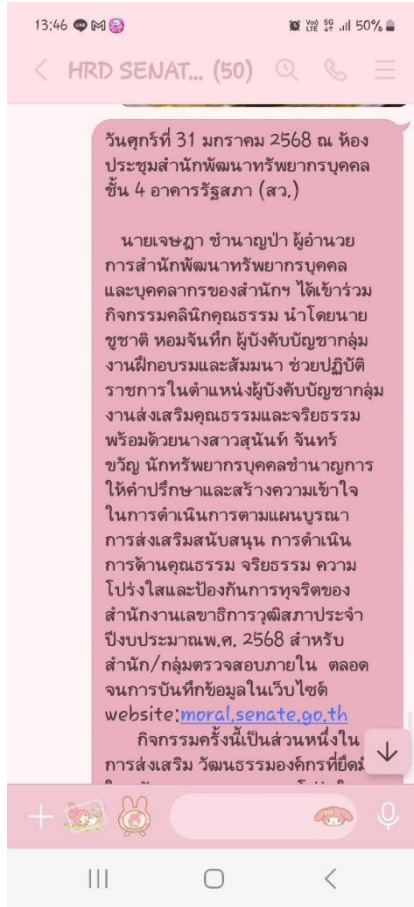 13:46
Voo 5G
LTE
50%
HRD SENAT... (50)
วันศุกร์ที่ 31 มกราคม 2568 ณ ห้อง
ประชุมสำนักพัฒนาทรัพยากรบุคคล
ชั้น 4 อาคารรัฐสภา (สว.)
นายเจษฎา ชำนาญป่า ผู้อำนวย
การสำนักพัฒนาทรัพยากรบุคคล
และบุคคลากรของสำนักฯ ได้เข้าร่วม
กิจกรรมคลินิกคุณธรรม นำโดยนาย
ชูชาติ หอมจันทึก ผู้บังคับบัญชากลุ่ม
งานฝึกอบรมและสัมมนา ช่วยปฏิบัติ
ราชการในตำแหน่งผู้บังคับบัญชากลุ่ม
งานส่งเสริมคุณธรรมและจริยธรรม
พร้อมด้วยนางสาวสุนันท์ จันทร์
ขวัญ นักทรัพยากรบุคคลชำนาญการ
ให้คำปรึกษาและสร้างความเข้าใจ
ในการดำเนินการตามแผนบูรณา
การส่งเสริมสนับสนุน การดำเนิน
การด้านคุณธรรม จริยธรรม ความ
โปร่งใสและป้องกันการทุจริตของ
สำนักงานเลขาธิการวุฒิสภาประจำ
ปีงบประมาณพ.ศ. 2568 สำหรับ
สำนัก/กลุ่มตรวจสอบภายใน ตลอด
จนการบันทึกข้อมูลในเว็บไซต์
website:moral.senate.go.th
กิจกรรมครั้งนี้เป็นส่วนหนึ่งใน
การส่งเสริม วัฒนธรรมองค์กรที่ยึดมั่